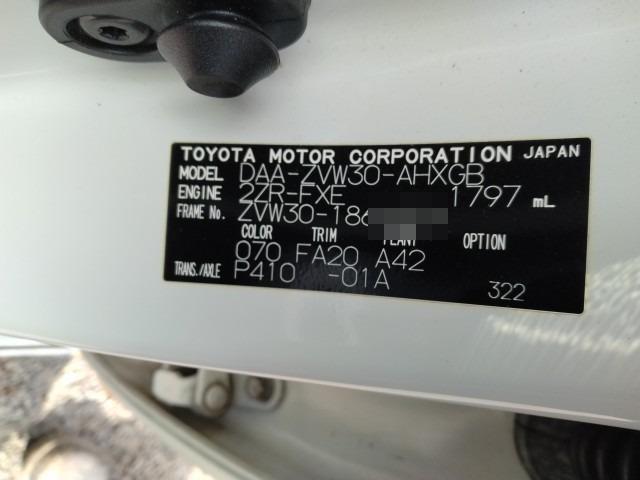 TOYOTA MOTOR CORPORATION JAPAN
MODEL DAA-ZVW30-AHXGB
ENGINE 2ZR-FXE 1797 mL
FRAME No. ZVW30-186
COLOR TRIM PLANT OPTION
070 FA20 A42
TRANS./AXLE P410 -01A
322